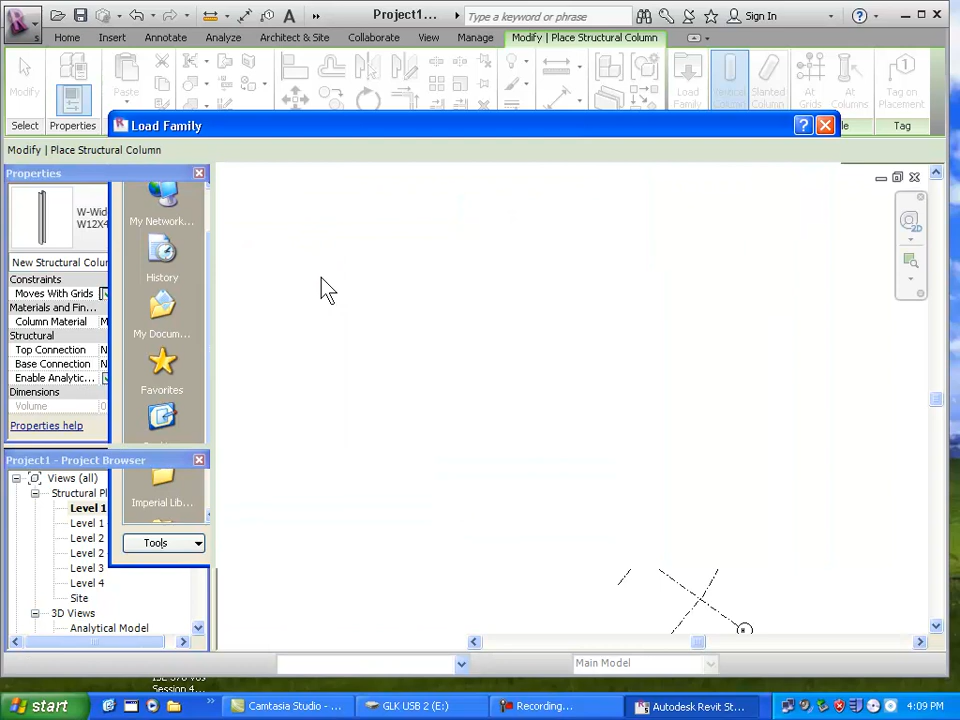 Project1...
Type a keyword or phrase
Sign In
Home
Insert
Annotate
Analyze
Architect & Site
Collaborate
View
Manage
Modify | Place Structural Column
Modify
Paste
Load
Family
Vertical
Column
Slanted
Column
At
Grids
At
Columns
Tag on
Placement
Select
Properties
Tag
Load Family
Modify | Place Structural Column
Properties
W-Wid
W12X4
New Structural Colum
Constraints
Moves With Grids
Materials and Fin...
Column Material
M
Structural
Top Connection
N
Base Connection
N
Enable Analytic...
Dimensions
Volume
0
Properties help
My Network...
History
My Docum...
Favorites
Imperial Lib...
Tools
Project1 - Project Browser
Views (all)
Structural Pl
Level 1
Level 1
Level 2
Level 2
Level 3
Level 4
Site
3D Views
Analytical Model
2D
Main Model
Session 4...
start
Camtasia Studio - ...
GLK USB 2 (E:)
Recording...
Autodesk Revit St...
4:09 PM